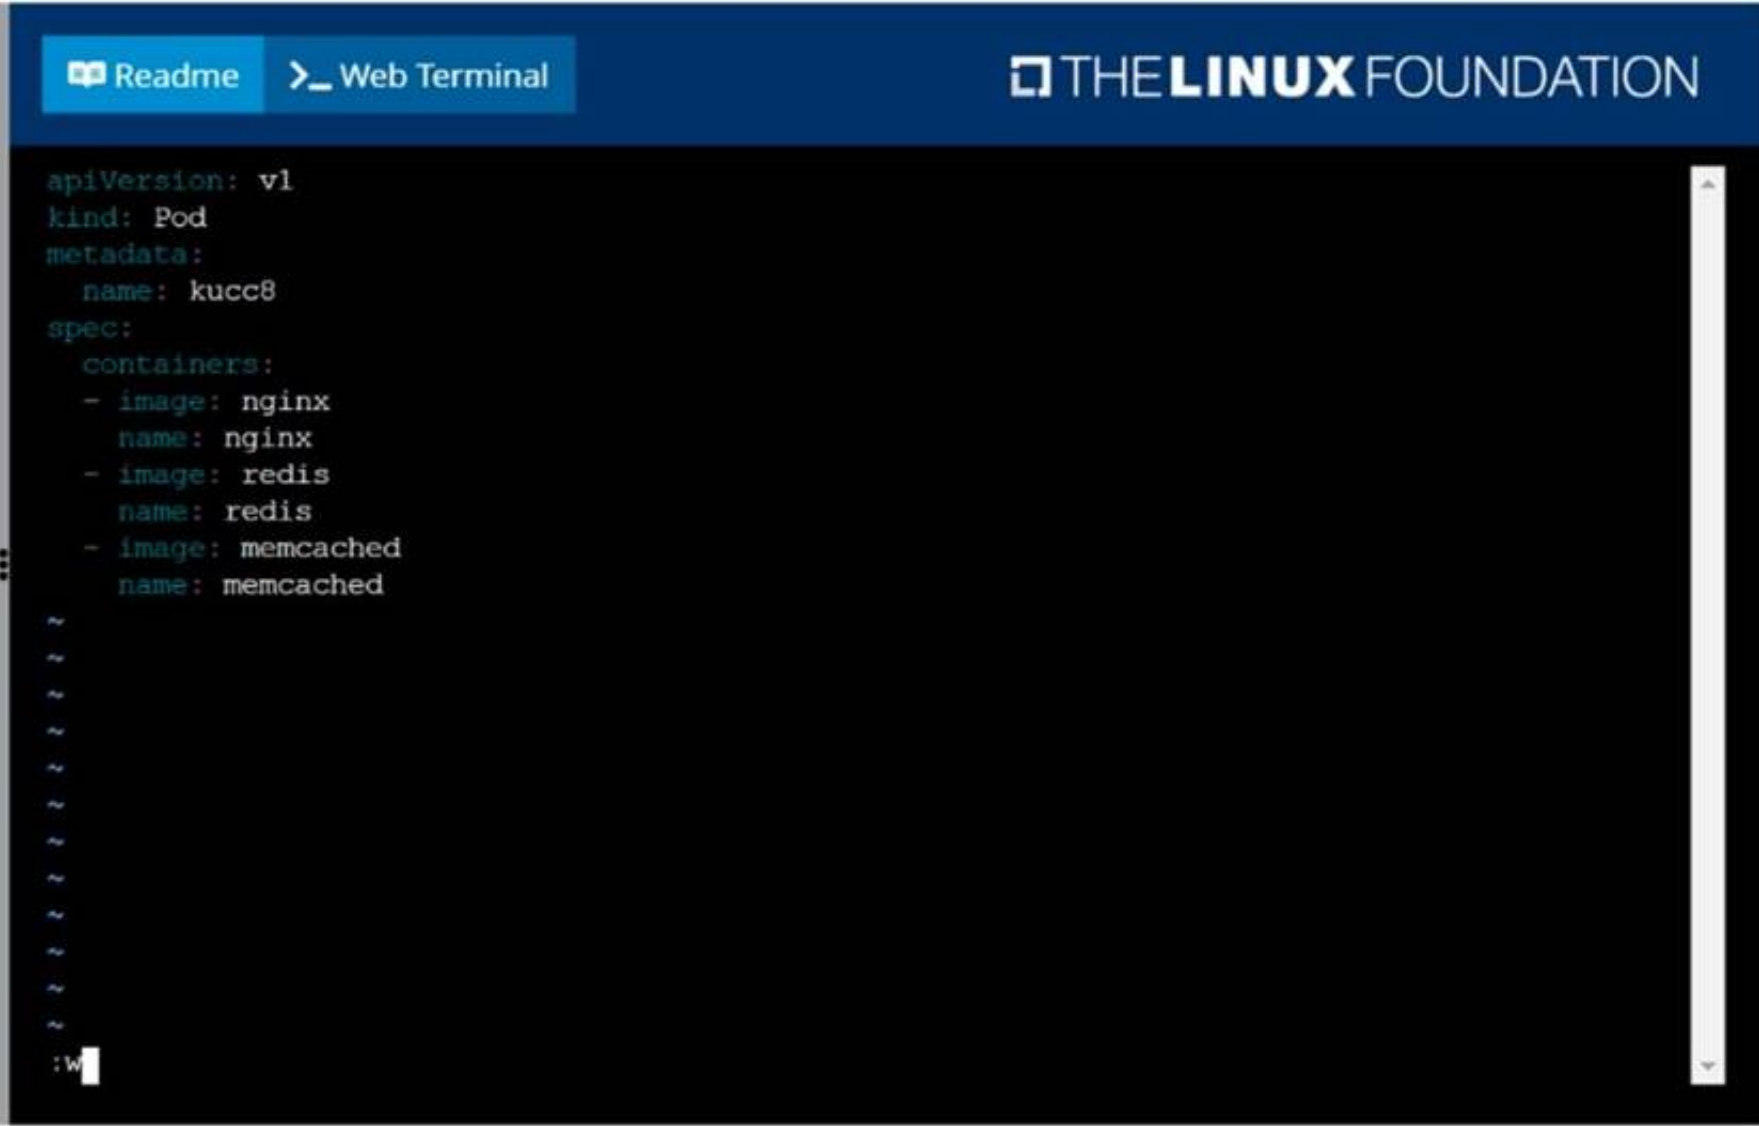 Readme >_ Web Terminal THE LINUX FOUNDATION
apiVersion: v1
kind: Pod
metadata:
  name: kucc8
spec:
  containers:
  - image: nginx
    name: nginx
  - image: redis
    name: redis
  - image: memcached
    name: memcached
~
~
~
~
~
~
~
~
~
~
~
~
:w